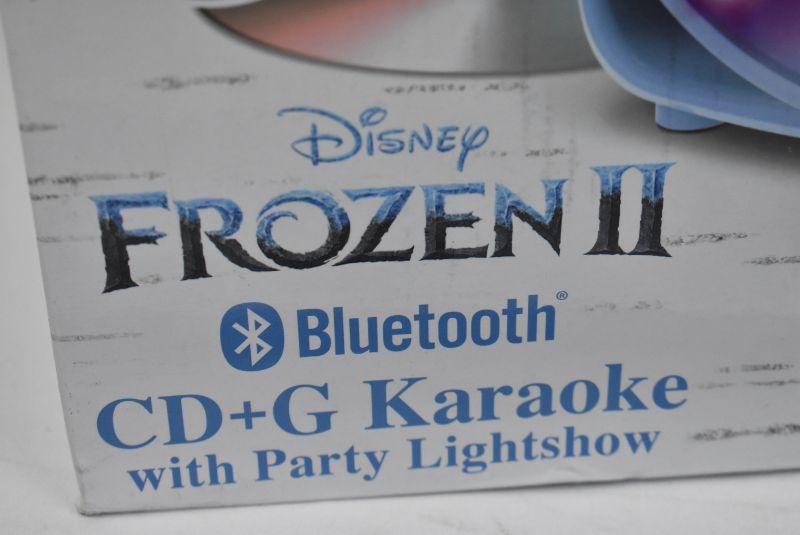 Disney
FROZEN II
Bluetooth®
CD+G Karaoke
with Party Lightshow